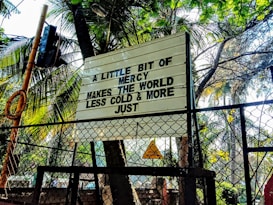 A LITTLE BIT OF
MERCY
MAKES THE WORLD
LESS COLD & MORE
JUST